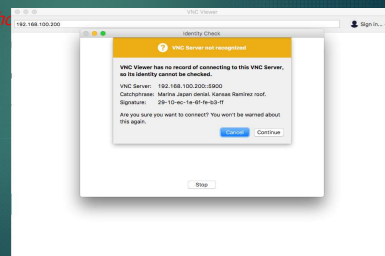 VNC Viewer
192.168.100.200
Sign in...
Identity Check
VNC Server not recognized
VNC Viewer has no record of connecting to this VNC Server,
so its identity cannot be checked.
VNC Server: 192.168.100.200::5900
Catchphrase: Marina Japan denial. Kansas Ramirez roof.
Signature: 29-10-ec-1e-6f-fe-b3-ff
Are you sure you want to connect? You won't be warned about
this again.
Cancel Continue
Stop